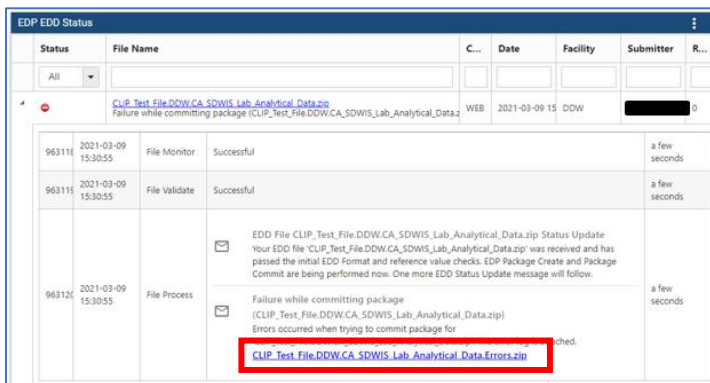 EDP EDD Status
Status File Name C... Date Facility Submitter R...
All
CLIP_Test_File.DDW.CA_SDWIS_Lab_Analytical_Data.zip WEB 2021-03-09 15 DDW 0
Failure while committing package (CLIP_Test_File.DDW.CA_SDWIS_Lab_Analytical_Data.z
963118 2021-03-09 15:30:55 File Monitor Successful a few seconds
963119 2021-03-09 15:30:55 File Validate Successful a few seconds
EDD File CLIP_Test_File.DDW.CA_SDWIS_Lab_Analytical_Data.zip Status Update
Your EDD file 'CLIP_Test_File.DDW.CA_SDWIS_Lab_Analytical_Data.zip' was received and has
passed the initial EDD Format and reference value checks. EDP Package Create and Package
Commit are being performed now. One more EDD Status Update message will follow.
96312 2021-03-09 15:30:55 File Process a few seconds
Failure while committing package
(CLIP_Test_File.DDW.CA_SDWIS_Lab_Analytical_Data.zip)
Errors occurred when trying to commit package for
ached.
CLIP_Test_File.DDW.CA_SDWIS_Lab_Analytical_Data.Errors.zip